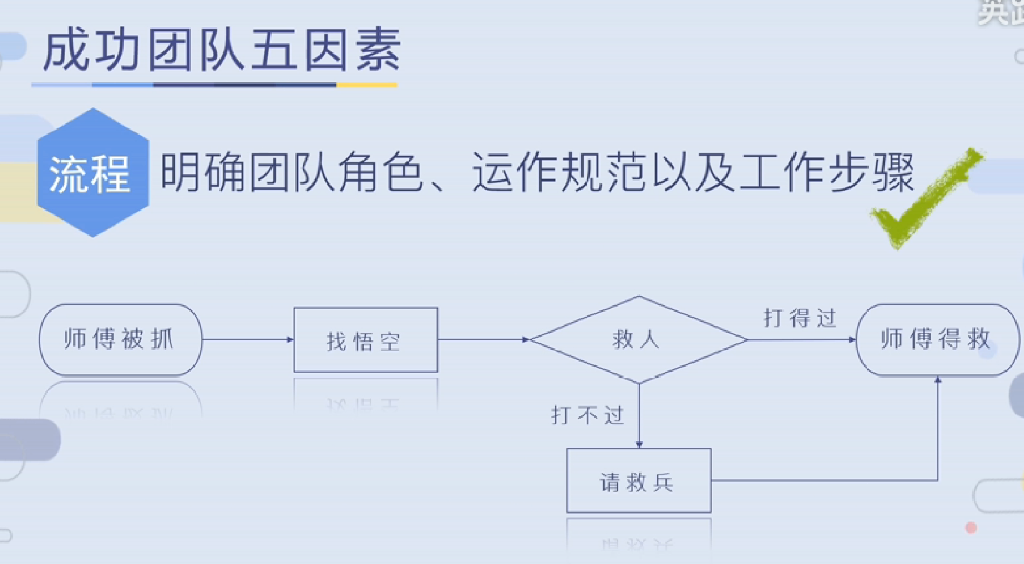 成功团队五因素
流程
明确团队角色、运作规范以及工作步骤
师傅被抓
找悟空
救人
打得过
师傅得救
打不过
请救兵